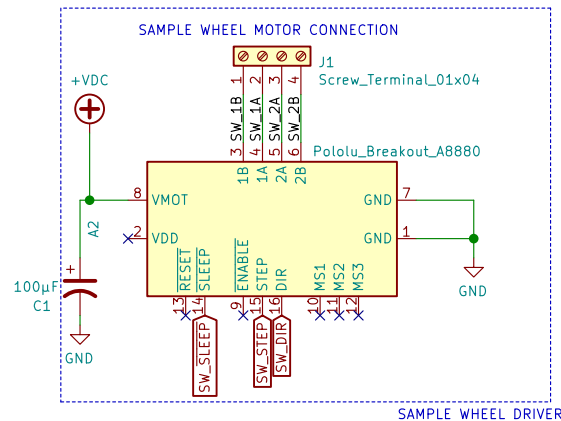 SAMPLE WHEEL MOTOR CONNECTION
J1
Screw_Terminal_01x04
+VDC
1 2 3 4
SW_1B SW_1A SW_2A SW_2B
3 4 5 6
Pololu_Breakout_A8880
1B 1A 2A 2B
8 VMOT GND 7
A2
2 VDD GND 1
RESET SLEEP ENABLE STEP DIR MS1 MS2 MS3
+
100µF
C1
13 14 9 15 16 10 11 12
GND
GND
SW_SLEEP SW_STEP SW_DIR
SAMPLE WHEEL DRIVER